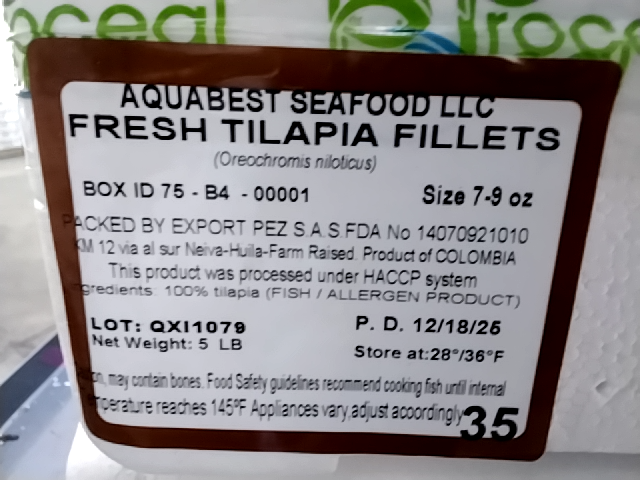 AQUABEST SEAFOOD LLC
FRESH TILAPIA FILLETS
(Oreochromis niloticus)
BOX ID 75 - B4 - 00001
Size 7-9 oz
PACKED BY EXPORT PEZ S.A.S.FDA No 14070921010
KM 12 via al sur Neiva-Huila-Farm Raised. Product of COLOMBIA
This product was processed under HACCP system
gredients: 100% tilapia (FISH / ALLERGEN PRODUCT)
LOT: QXI1079
P. D. 12/18/25
Net Weight: 5 LB
Store at:28°/36°F
may contain bones. Food Safety guidelines recommend cooking fish until internal
perature reaches 145°F Appliances vary,adjust acordingly
35